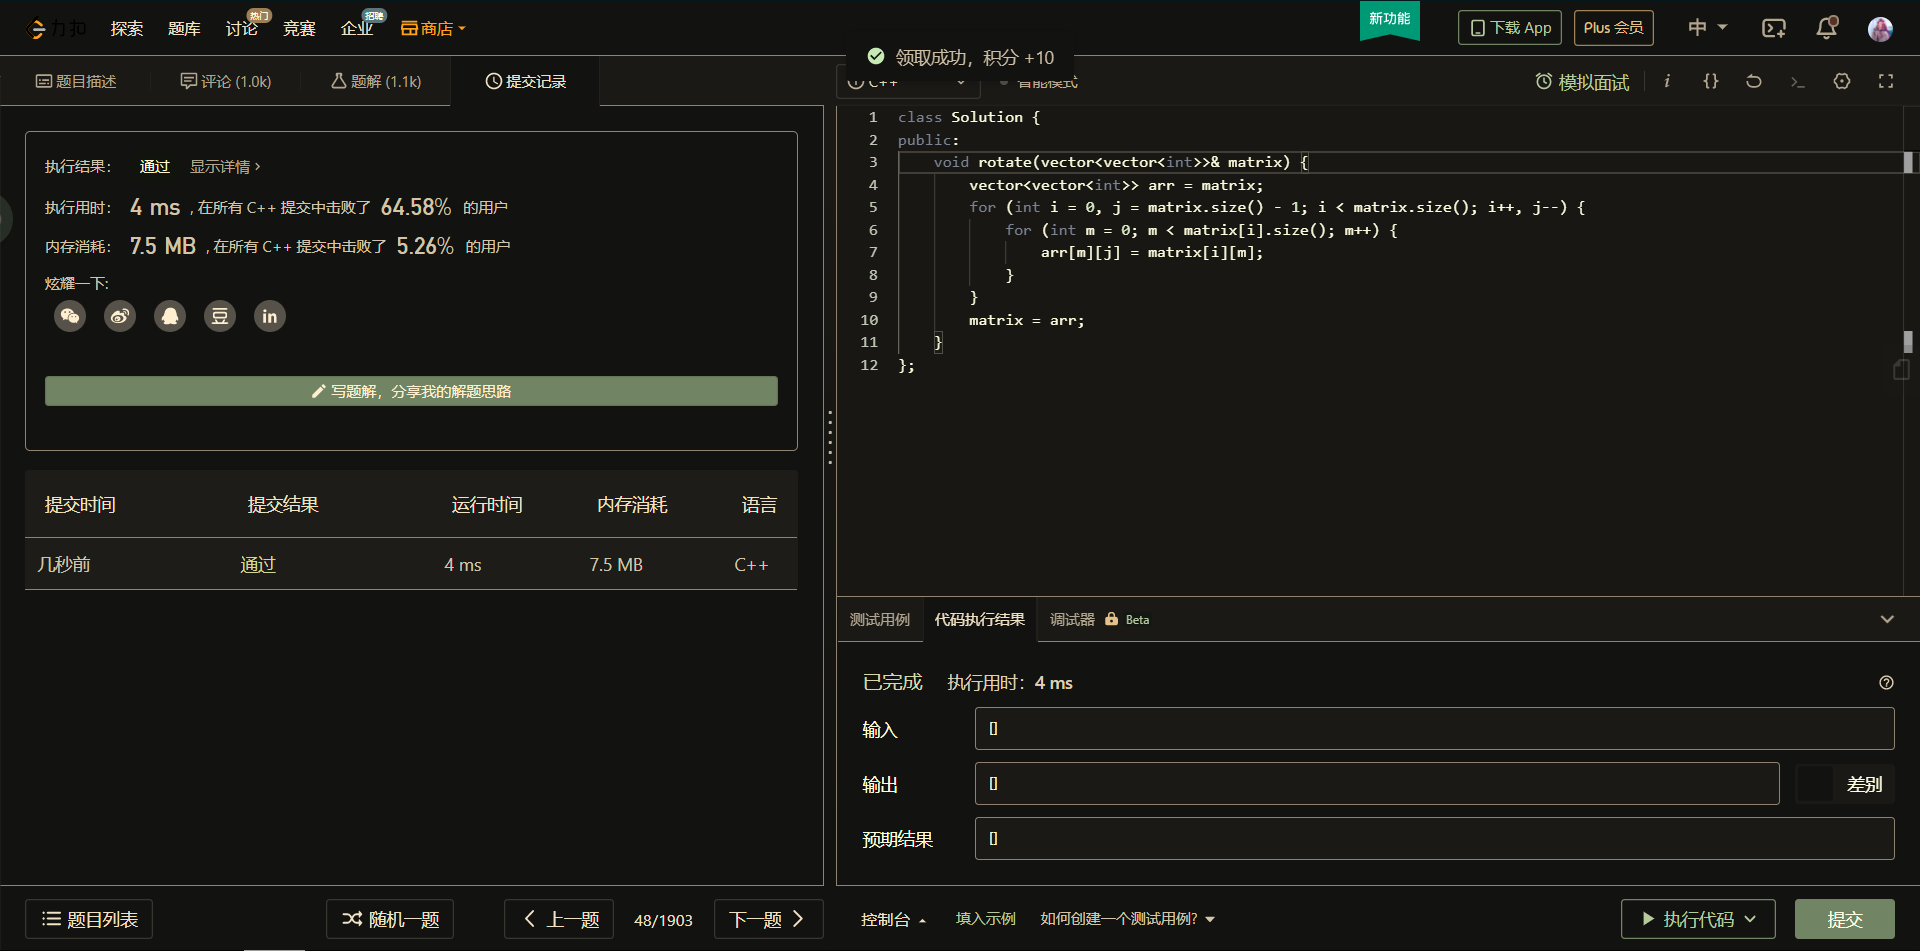 力扣
探索
题库
讨论
热门
竞赛
企业
招聘
商店
新功能
下载 App
Plus 会员
中
领取成功，积分 +10
题目描述
评论 (1.0k)
题解 (1.1k)
提交记录
C++
智能模式
模拟面试
执行结果：
通过
显示详情 ›
执行用时： 4 ms , 在所有 C++ 提交中击败了 64.58% 的用户
内存消耗： 7.5 MB , 在所有 C++ 提交中击败了 5.26% 的用户
炫耀一下:
写题解，分享我的解题思路
提交时间 提交结果 运行时间 内存消耗 语言
几秒前 通过 4 ms 7.5 MB C++
1 class Solution {
2 public:
3 void rotate(vector<vector<int>>& matrix) {
4 vector<vector<int>> arr = matrix;
5 for (int i = 0, j = matrix.size() - 1; i < matrix.size(); i++, j--) {
6 for (int m = 0; m < matrix[i].size(); m++) {
7 arr[m][j] = matrix[i][m];
8 }
9 }
10 matrix = arr;
11 }
12 };
测试用例
代码执行结果
调试器
Beta
已完成
执行用时：4 ms
输入
[]
输出
[]
差别
预期结果
[]
题目列表
随机一题
上一题
48/1903
下一题
控制台
填入示例
如何创建一个测试用例?
执行代码
提交